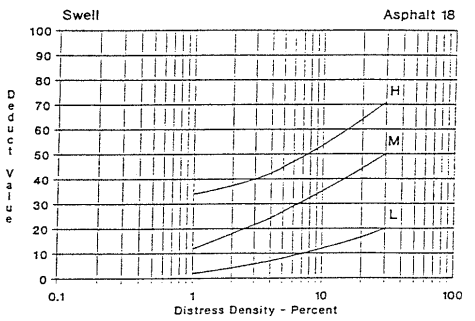 Swell Asphalt 18
Deduct Value
100
90
80
70
60
50
40
30
20
10
0
H
M
L
0.1 1 10 100
Distress Density - Percent